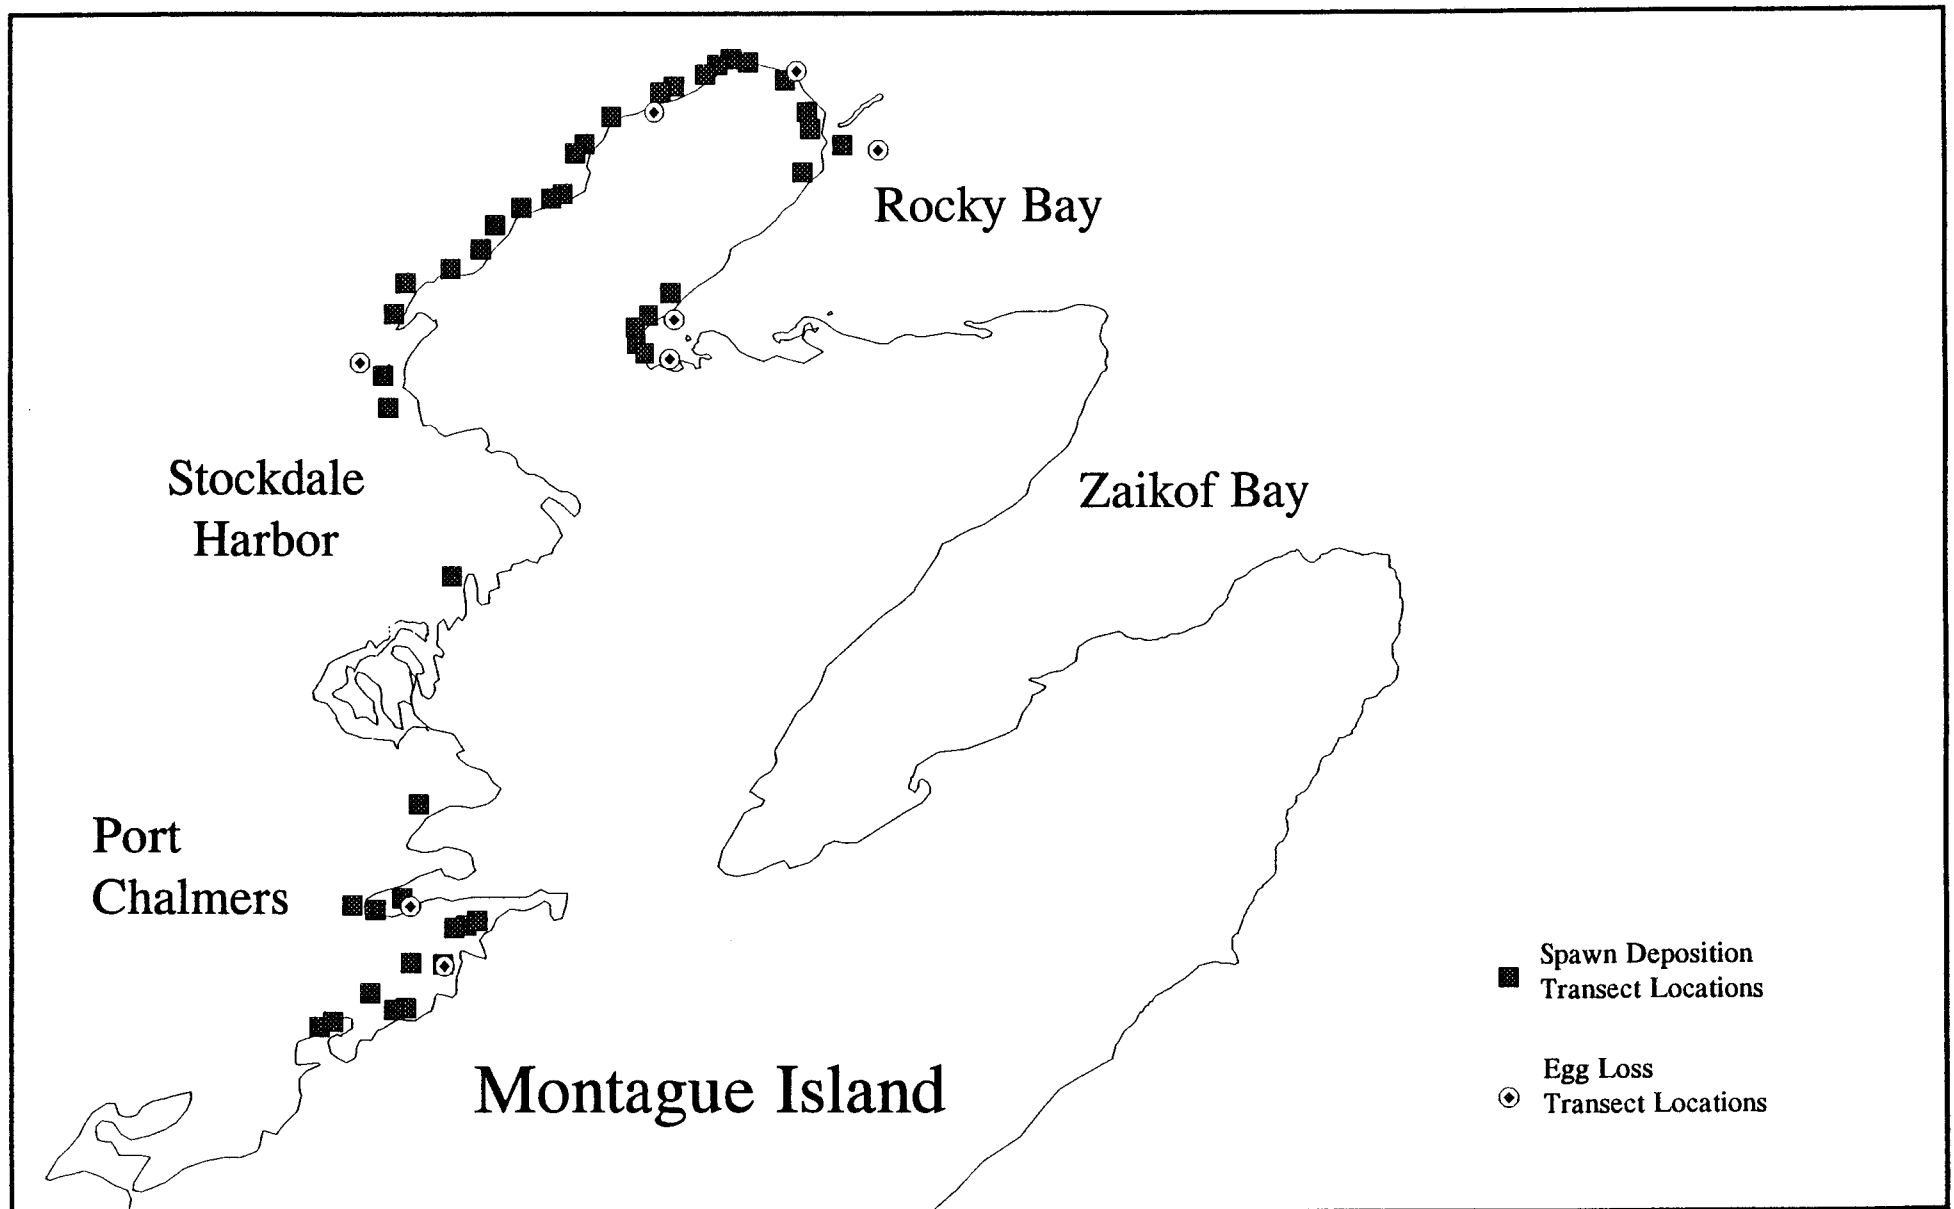 Rocky Bay
Stockdale
Harbor
Zaikof Bay
Port
Chalmers
Spawn Deposition
Transect Locations
Egg Loss
Transect Locations
Montague Island